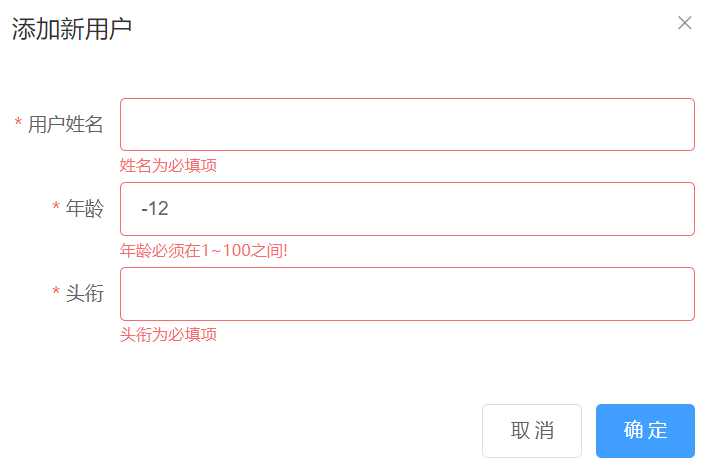 添加新用户
* 用户姓名
姓名为必填项
* 年龄 -12
年龄必须在1~100之间!
* 头衔
头衔为必填项
取消 确定